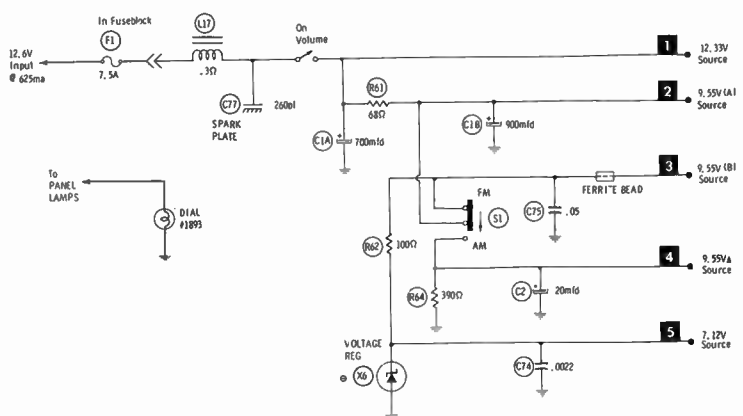 In Fuseblock
F1
L17
On
Volume
12.6V
Input
@ 625ma
7.5A
.3Ω
C77
260pf
SPARK
PLATE
R61
68Ω
C1A
+
700mfd
C1B
+
900mfd
1
12.33V
Source
2
9.55V (A)
Source
3
9.55V (B)
Source
FERRITE BEAD
To
PANEL
LAMPS
DIAL
#1893
FM
S1
AM
C75
.05
R62
100Ω
R64
390Ω
C2
+
20mfd
4
9.55V▲
Source
5
7.12V
Source
VOLTAGE
REG
X6
C74
.0022